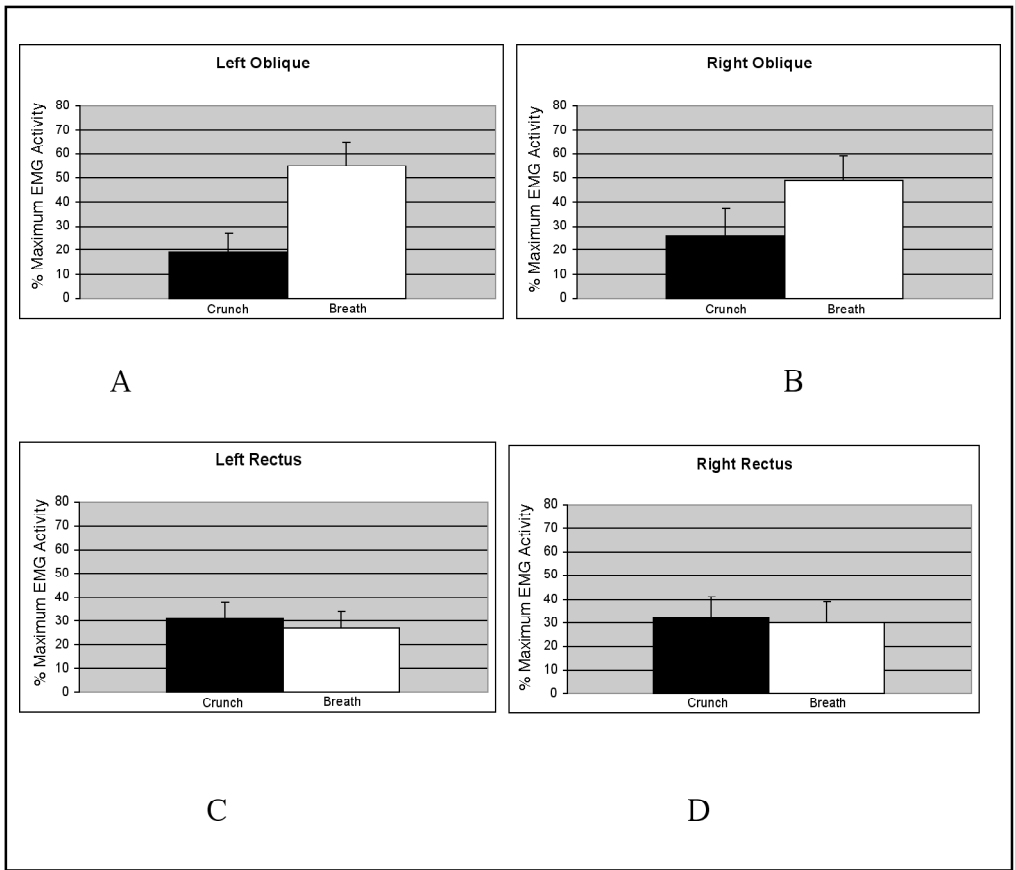 Left Oblique
% Maximum EMG Activity
80
70
60
50
40
30
20
10
0
Crunch Breath
Right Oblique
% Maximum EMG Activity
80
70
60
50
40
30
20
10
0
Crunch Breath
A B
Left Rectus
% Maximum EMG Activity
80
70
60
50
40
30
20
10
0
Crunch Breath
Right Rectus
% Maximum EMG Activity
80
70
60
50
40
30
20
10
0
Crunch Breath
C D